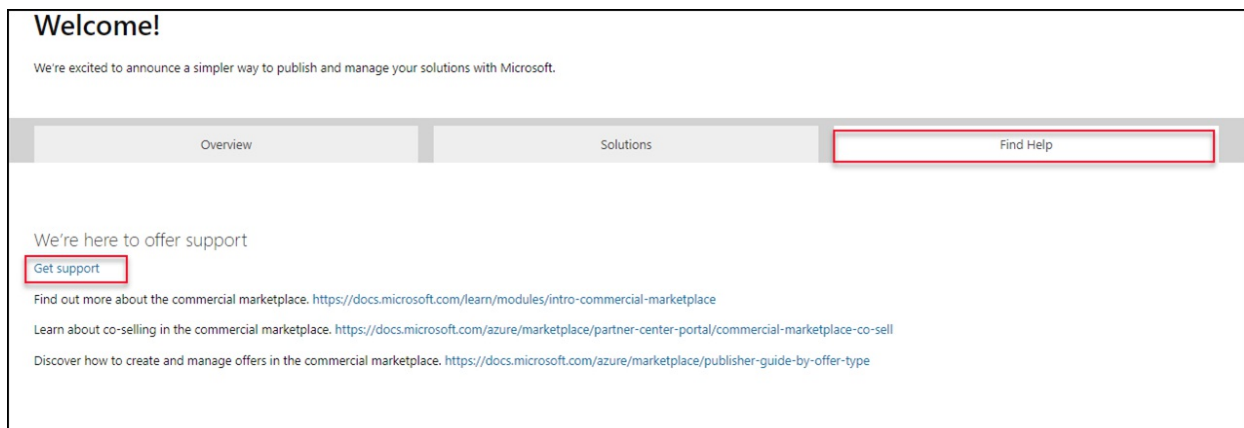 Welcome!
We're excited to announce a simpler way to publish and manage your solutions with Microsoft.
Overview
Solutions
Find Help
We're here to offer support
Get support
Find out more about the commercial marketplace. https://docs.microsoft.com/learn/modules/intro-commercial-marketplace
Learn about co-selling in the commercial marketplace. https://docs.microsoft.com/azure/marketplace/partner-center-portal/commercial-marketplace-co-sell
Discover how to create and manage offers in the commercial marketplace. https://docs.microsoft.com/azure/marketplace/publisher-guide-by-offer-type